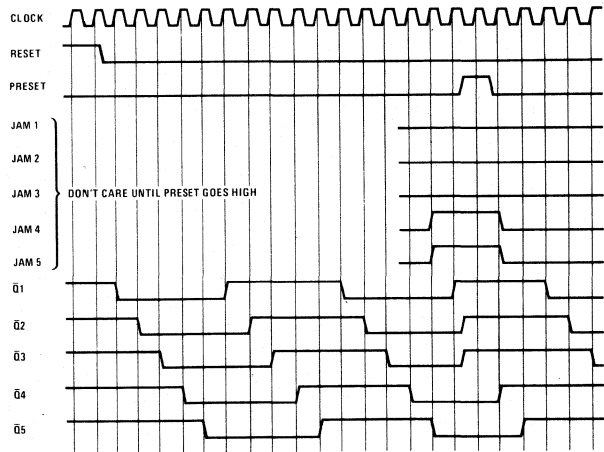 CLOCK
RESET
PRESET
JAM 1
JAM 2
JAM 3
DON'T CARE UNTIL PRESET GOES HIGH
JAM 4
JAM 5
Q̅1
Q̅2
Q̅3
Q̅4
Q̅5